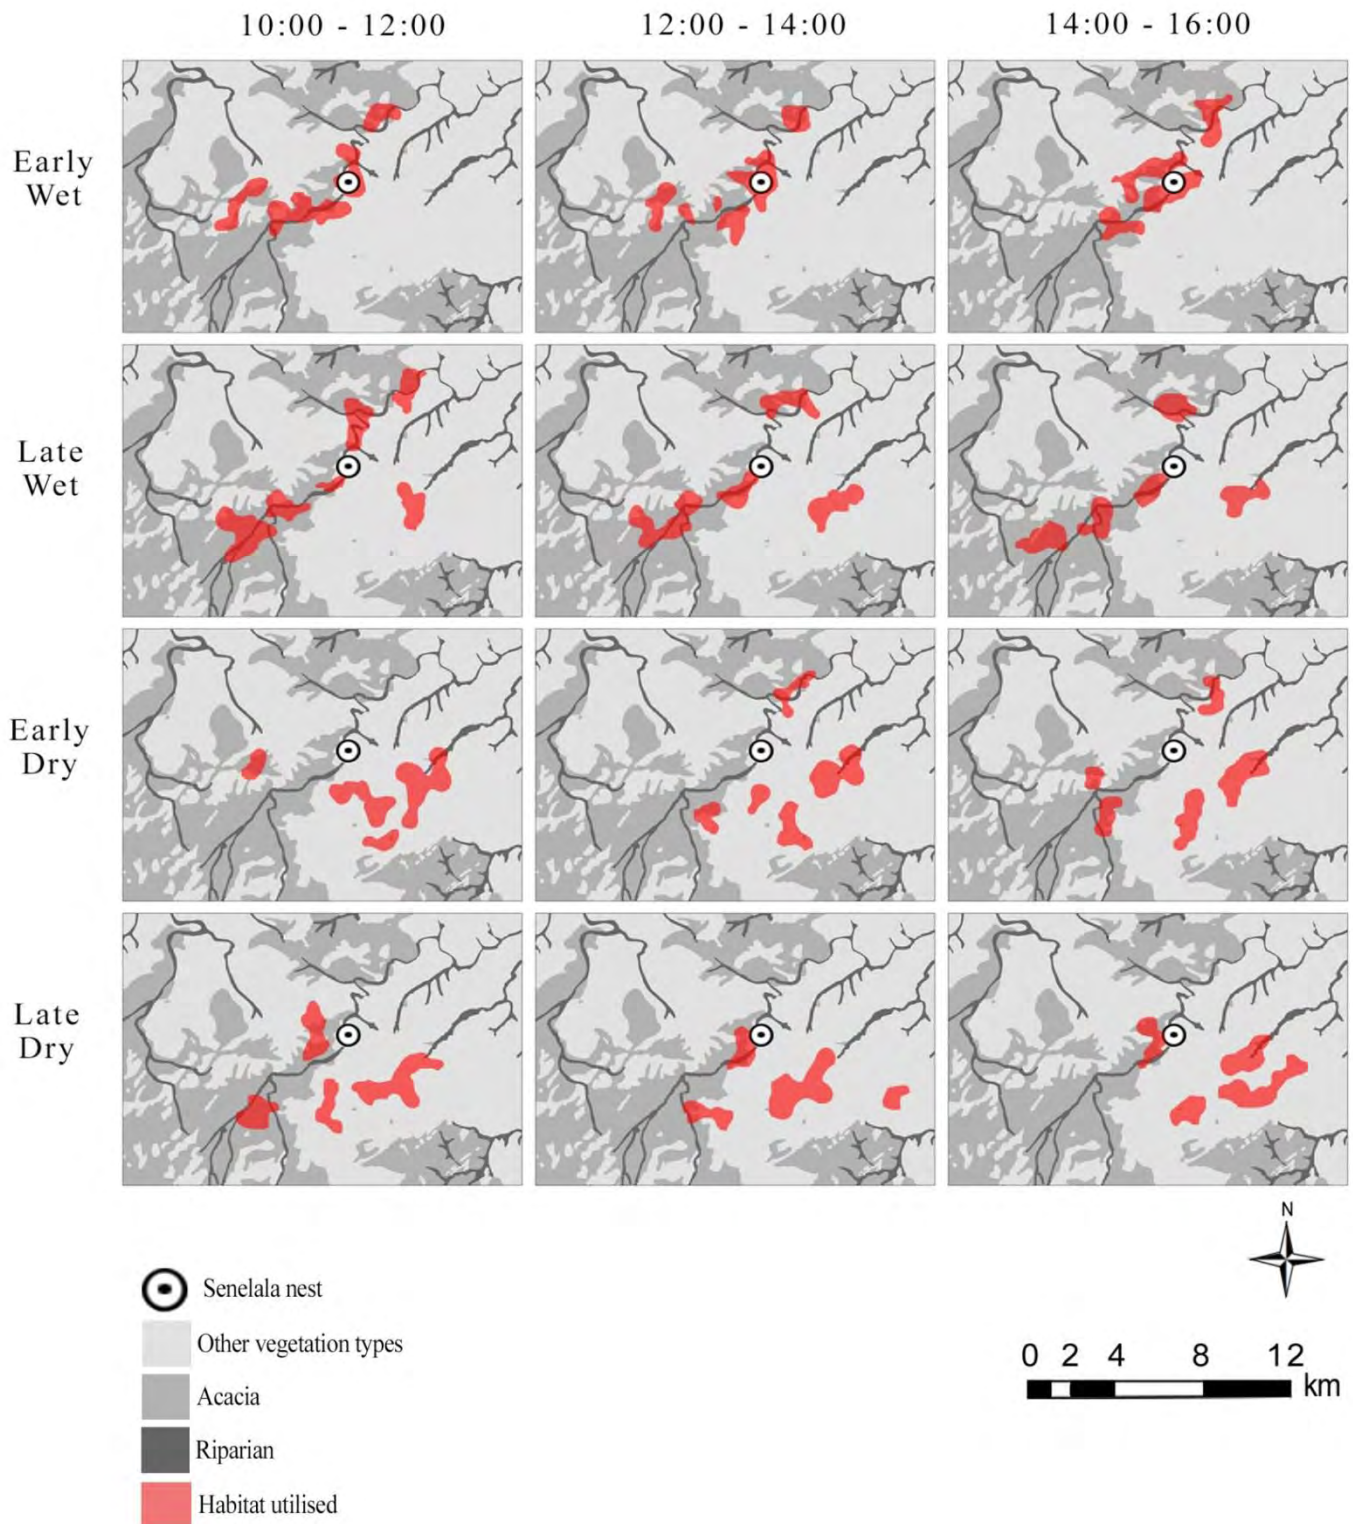 10:00 - 12:00 12:00 - 14:00 14:00 - 16:00
Early
Wet
Late
Wet
Early
Dry
Late
Dry
N
Senelala nest
Other vegetation types
Acacia
Riparian
Habitat utilised
0 2 4 8 12
km